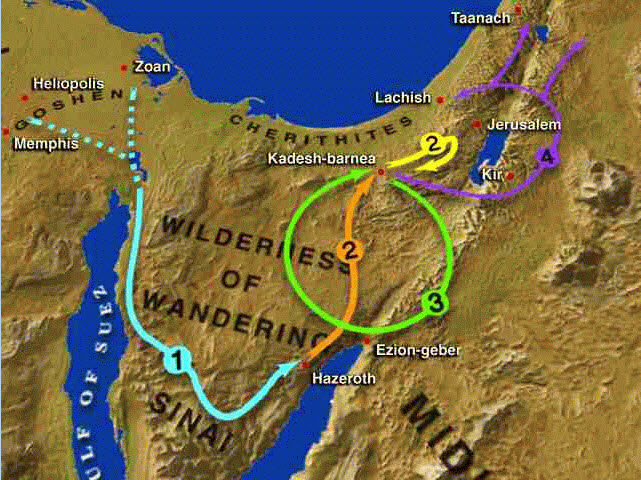 Taanach
Zoan
Heliopolis
GOSHEN
Lachish
CHERITHITES
Jerusalem
Memphis
2
Kadesh-barnea
4
Kir
WILDERNESS
OF
WANDERING
2
3
GULF OF SUEZ
1
Ezion-geber
Hazeroth
SINAI
MIDI